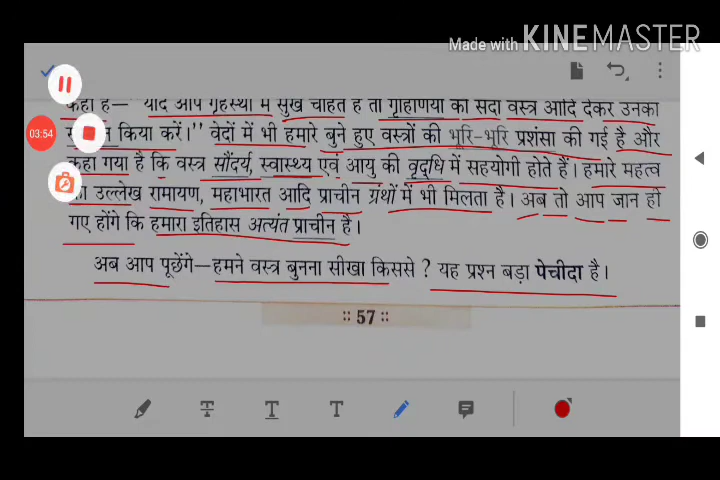 Made with KINEMASTER
कहा है— "यदि आप गृहस्थी में सुख चाहते हैं तो गृहिणियों को सदा वस्त्र आदि देकर उनका
03:54
किया करें।" वेदों में भी हमारे बुने हुए वस्त्रों की भूरि-भूरि प्रशंसा की गई है और
कहा गया है कि वस्त्र सौंदर्य, स्वास्थ्य एवं आयु की वृद्धि में सहयोगी होते हैं। हमारे महत्व
का उल्लेख रामायण, महाभारत आदि प्राचीन ग्रंथों में भी मिलता है। अब तो आप जान ही
गए होंगे कि हमारा इतिहास अत्यंत प्राचीन है।
अब आप पूछेंगे—हमने वस्त्र बुनना सीखा किससे ? यह प्रश्न बड़ा पेचीदा है।
:: 57 ::
T T T